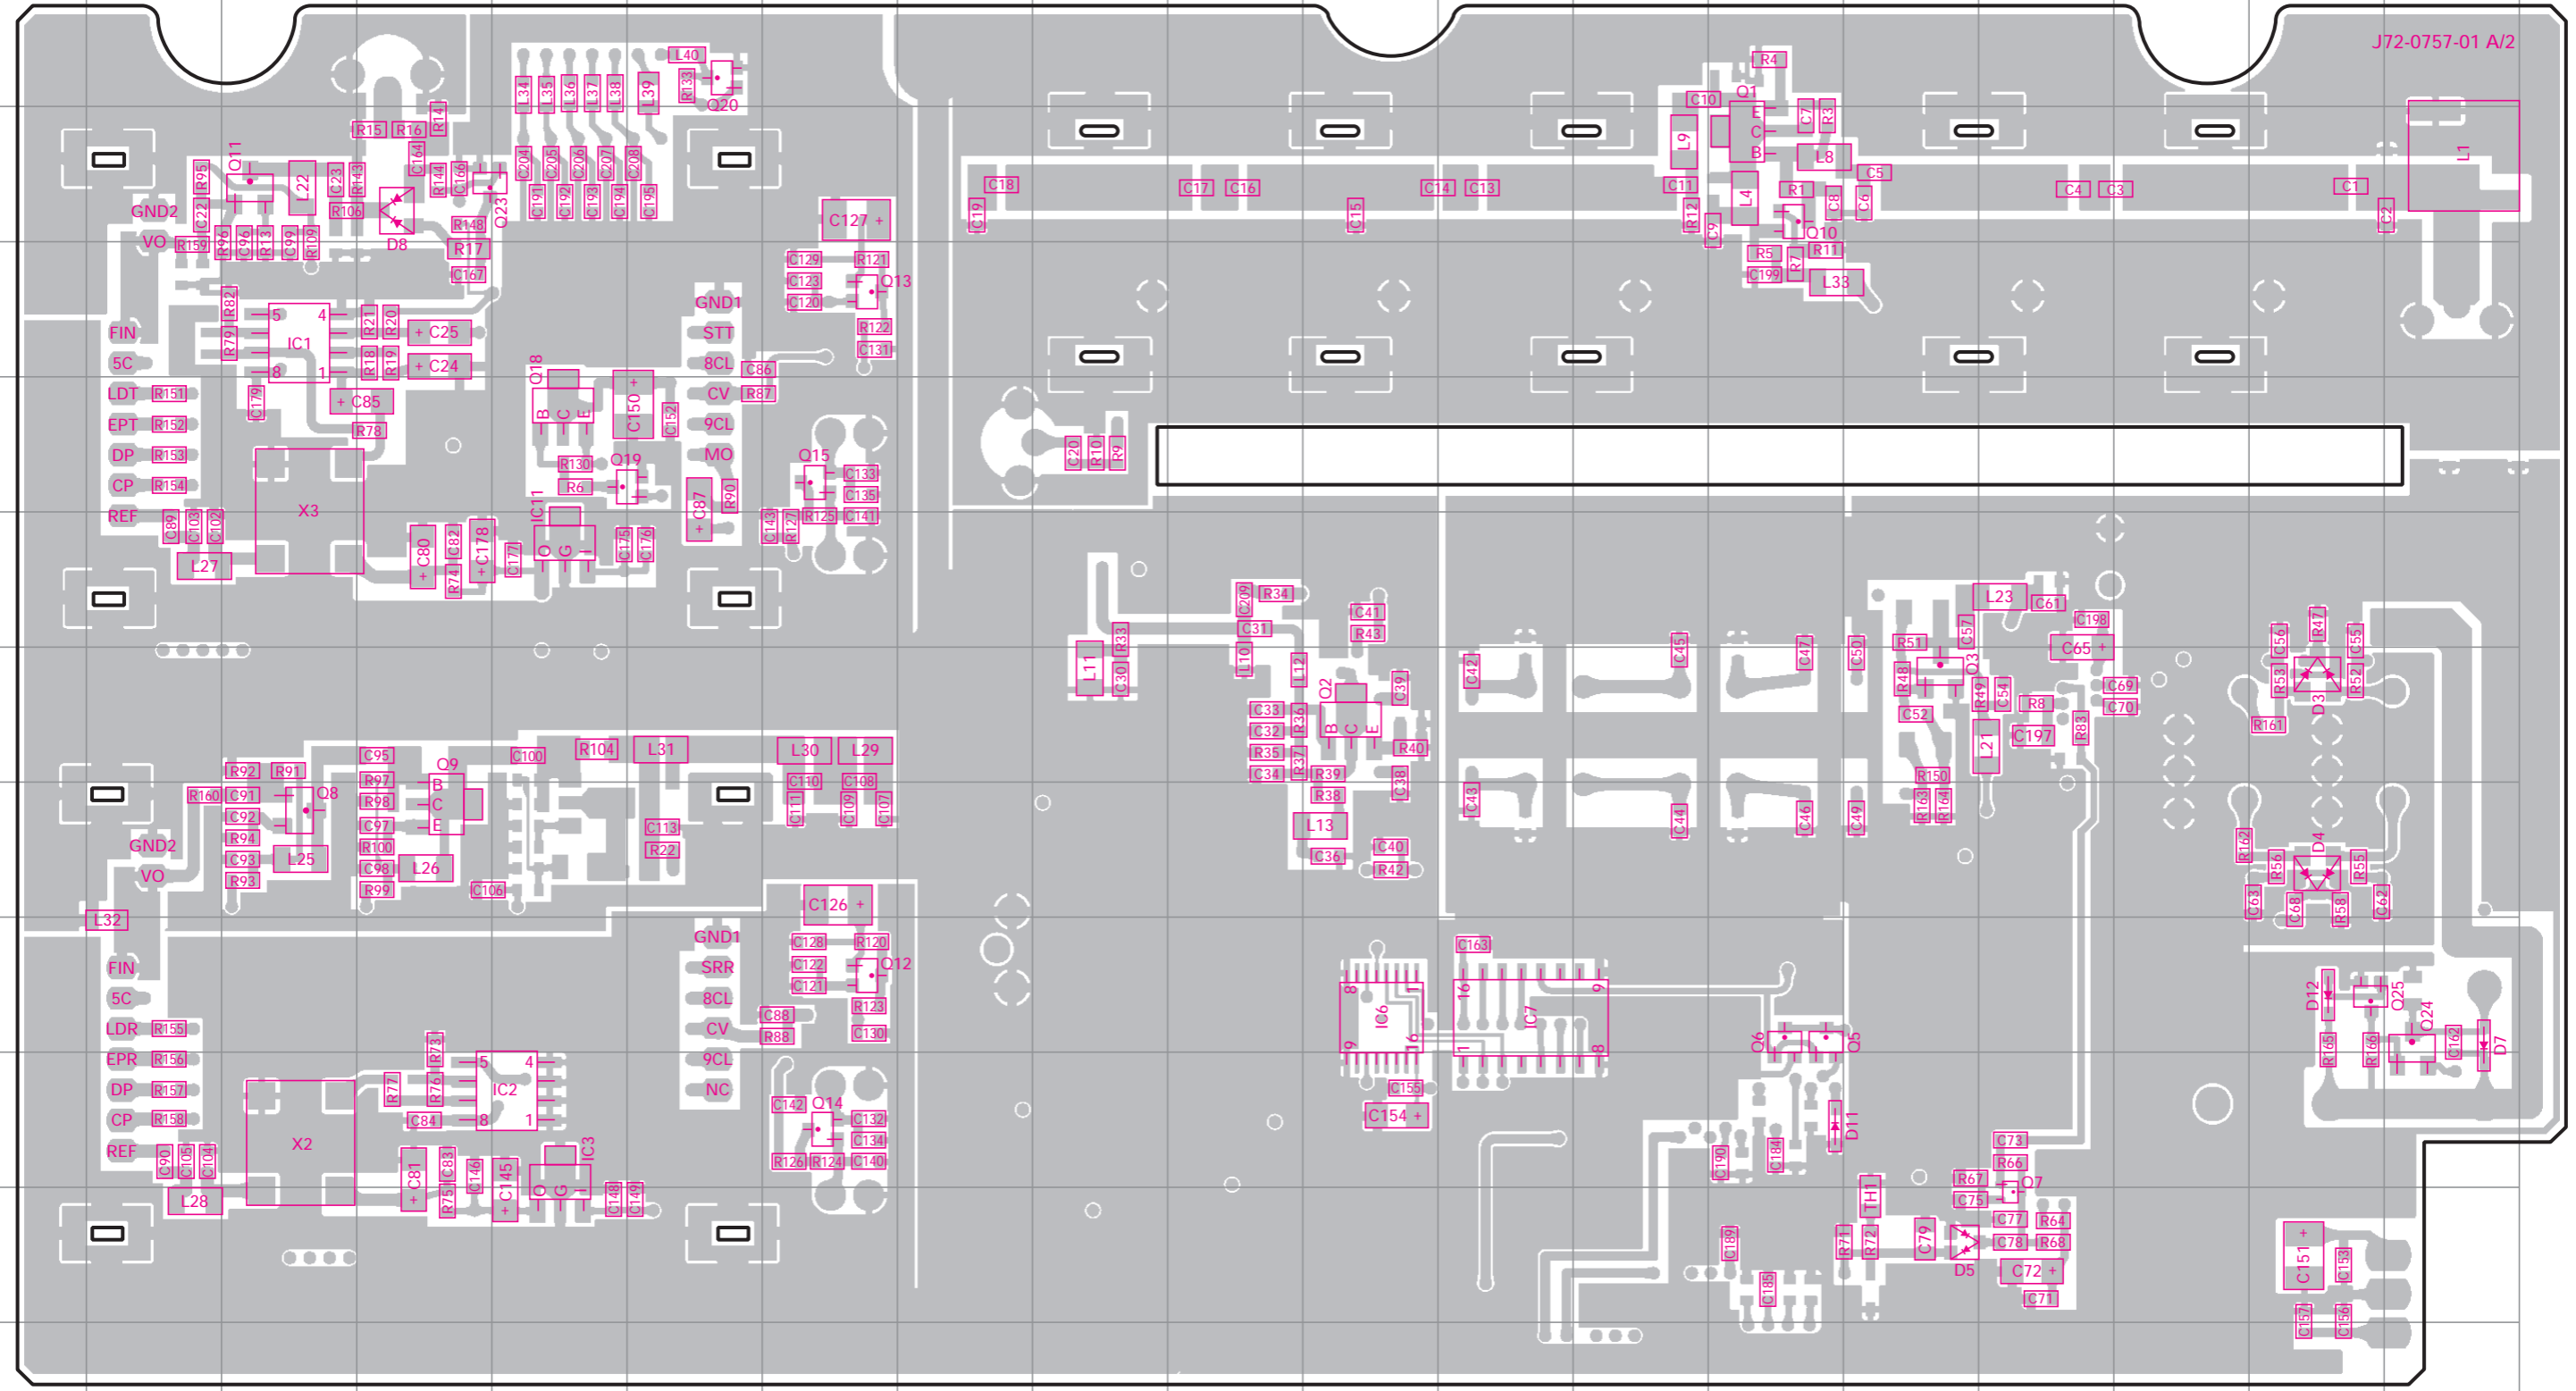 J72-0757-01 A/2
L40
R4
L34 L35 L36 L37 L38 L39 R133
Q20
C10 Q1
E
C
B
C7 R3
L9
L8
L1
R15 R16 R14
Q11
C164
R95
L22
C23 R143
R144 C166
Q23
C204 C205 C206 C207 C208
C191 C192 C193 C194 C195
C18
C17 C16
C14 C13
C11
C5
R1
C4 C3
C1
GND2
C22
R106
D8
R148
C127 +
C19
C15
R12
L4
C9
C8 C6
Q10
C2
VO
R159
R96 C96 R13 C99 R109
R17
C167
C129 R121
C123
C120
Q13
R5
R7
R11
C199
L33
R82
5 4
IC1
8 1
R79
R21 R20
+ C25
R18 R19
+ C24
GND1
STT
8CL
CV
9CL
MO
R122
C131
FIN
5C
LDT R151
EPT R152
DP R153
CP R154
REF
C179
+ C85
R78
Q18
B C E
+ C150
C152
C86
R87
R130
R6
Q19
IC11
O G
C87 +
R90
Q15
C133
C135
R125 C141
C143 R127
C20 R10 R9
C89 C103 C102
L27
X3
C80 +
C82
R74
+ C178
C177
C175 C176
C209
R34
C31
C41
R43
L11
R33
C30
L10
L12
Q2
B C E
C39
C33
C32
R35
C34
R36
R37
R39
R38
R40
C38
L13
C36
C40
R42
C42
C45
C47
C50
C43
C44
C46
C49
L23
C61
C198
C65 +
R51
C57
Q3
R48
R49 C54
C52
R8
C197
L21
R83
C69
C70
R150
R163 R164
C56 R47 C55
R53 R52
D3
R161
D4
R162
R56 R55
C63 C68 R58 C62
R92 R91
R160 C91
C92
R94
C93
R93
Q8
L25
C95
R97
R98
C97
R100
C98
R99
Q9
B
C
E
L26
C100
C106
R104
L31
L30
L29
C110 C108
C111 C109 C107
C113
R22
GND2
VO
L32
C126 +
C128 R120
C122
C121
Q12
R123
C130
GND1
SRR
8CL
CV
9CL
NC
C88
R88
FIN
5C
LDR R155
EPR R156
DP R157
CP R158
REF
R73
R77
R76
C84
5 4
IC2
8 1
C163
8 1
IC6
9 16
16 9
IC7
1 8
C155
C154 +
Q6 Q5
D11
D12
Q25
Q24
C162
D7
R165 R166
C142
Q14
C132
C134
R126 R124 C140
C90 C105 C104
L28
X2
C81 +
C83
R75
C146
C145 +
IC3
O G
C148 C149
C190
C184
C189
C185
TH1
R71 R72
C79
D5
C73
R66
R67
C75
Q7
C77 R64
C78 R68
C72 +
C71
+ C151
C153
C157 C156